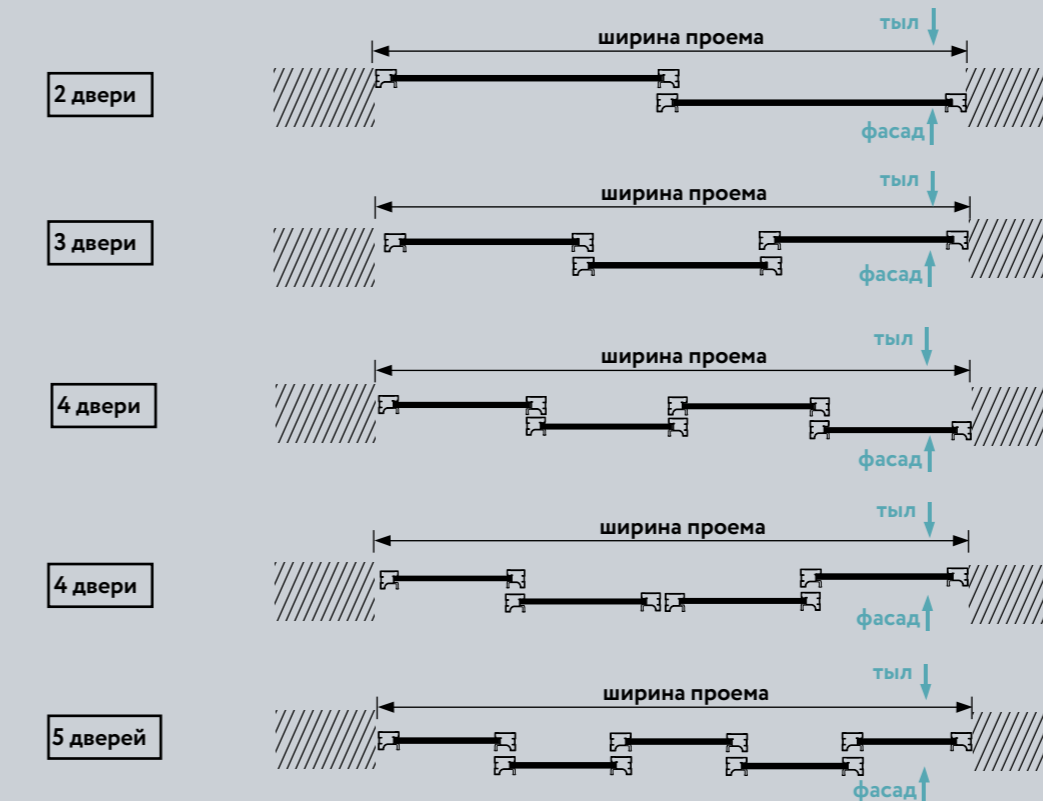 тыл
ширина проема
2 двери
фасад
тыл
ширина проема
3 двери
фасад
тыл
ширина проема
4 двери
фасад
тыл
ширина проема
4 двери
фасад
тыл
ширина проема
5 дверей
фасад